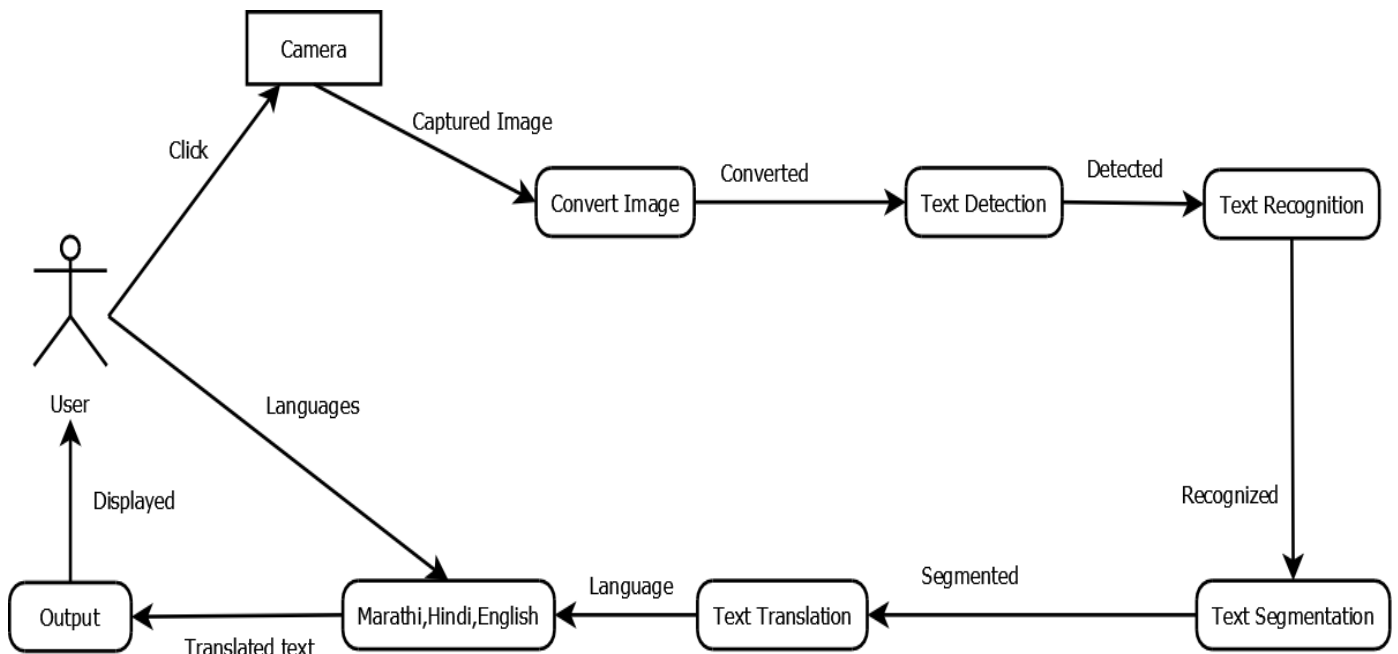 Camera
Captured Image
Click
Convert Image
Converted
Text Detection
Detected
Text Recognition
User
Languages
Displayed
Recognized
Output
Translated text
Marathi,Hindi,English
Language
Text Translation
Segmented
Text Segmentation